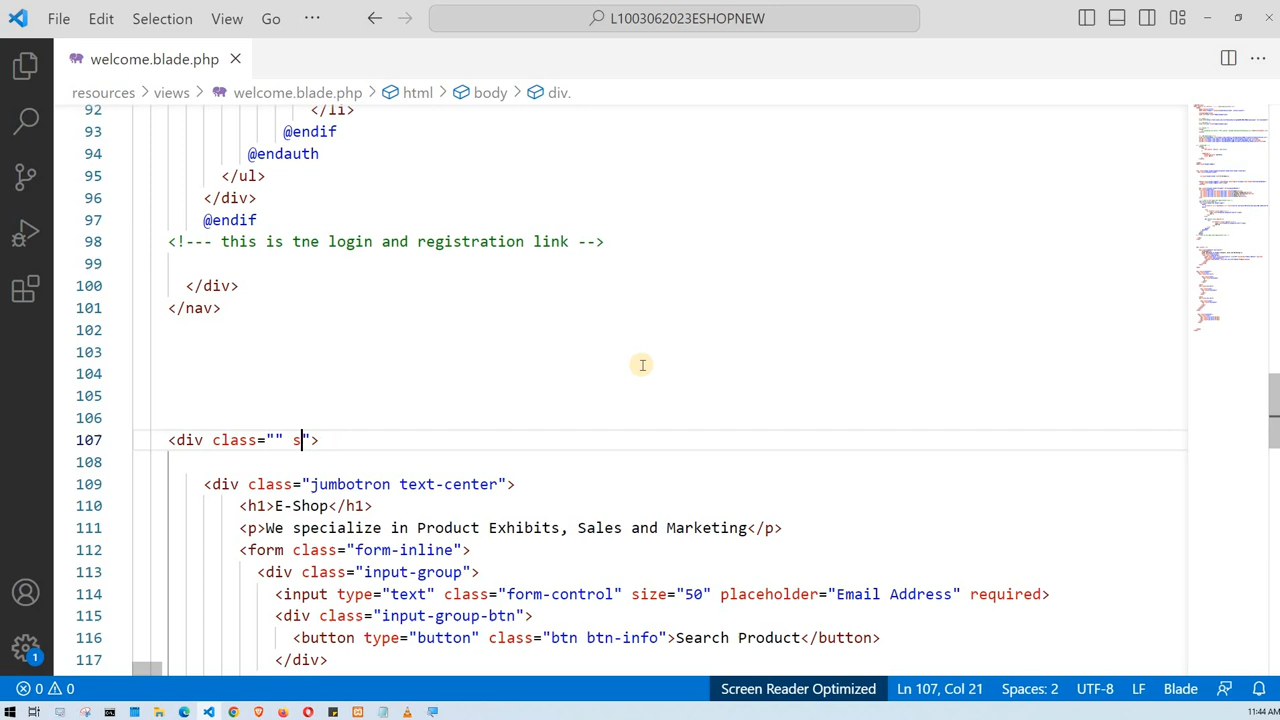 File Edit Selection View Go ··· L1003062023ESHOPNEW
welcome.blade.php
resources > views > welcome.blade.php > html > body > div.
92 </li>
93 @endif
94 @endauth
95 </ul>
96 </div>
97 @endif
98 <!--- this is tne login and registration link -->
99
100 </div>
101 </nav>
102
103
104
105
106
107 <div class="" s">
108
109 <div class="jumbotron text-center">
110 <h1>E-Shop</h1>
111 <p>We specialize in Product Exhibits, Sales and Marketing</p>
112 <form class="form-inline">
113 <div class="input-group">
114 <input type="text" class="form-control" size="50" placeholder="Email Address" required>
115 <div class="input-group-btn">
116 <button type="button" class="btn btn-info">Search Product</button>
117 </div>
1
0 0 Screen Reader Optimized Ln 107, Col 21 Spaces: 2 UTF-8 LF Blade
11:44 AM